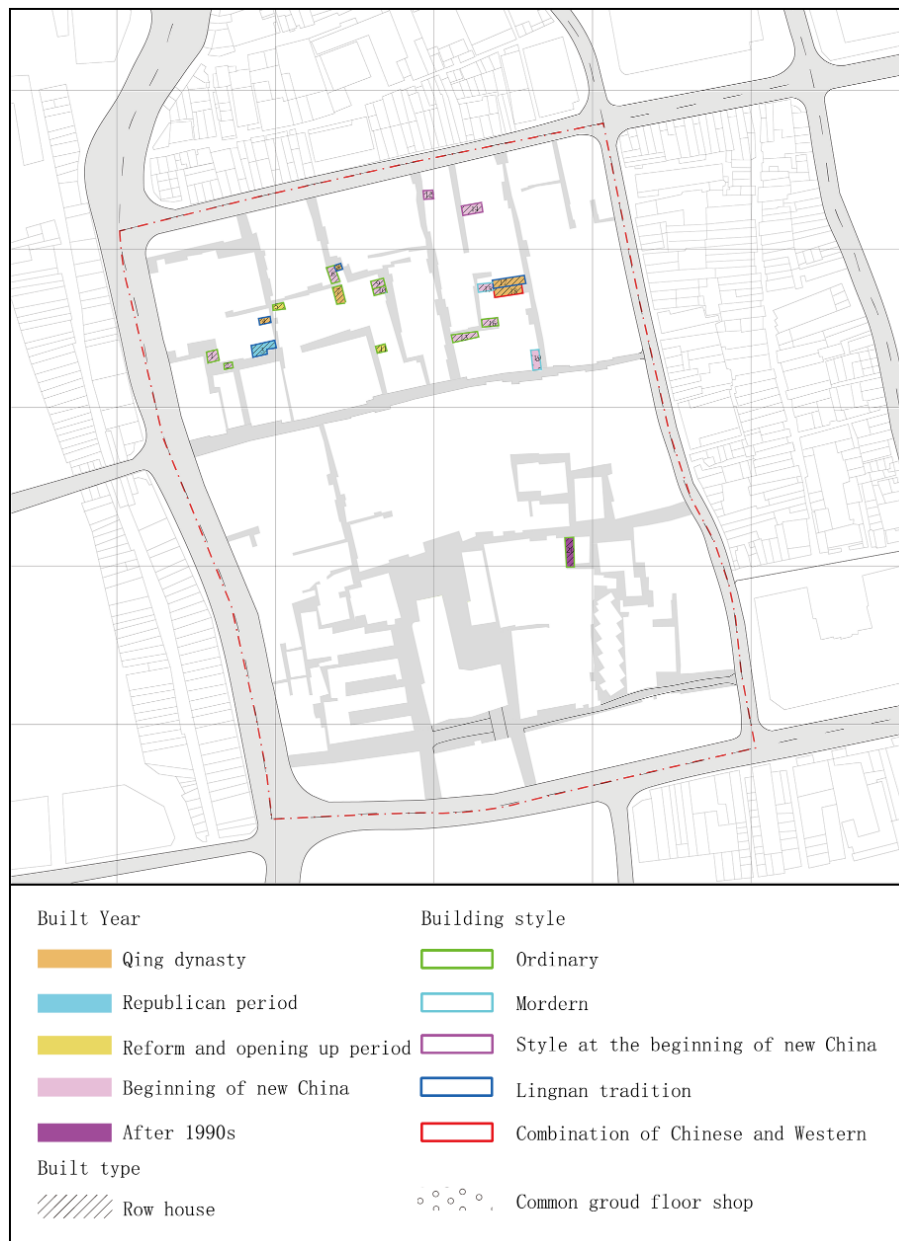 Built Year
Building style
Qing dynasty
Ordinary
Republican period
Mordern
Reform and opening up period
Style at the beginning of new China
Beginning of new China
Lingnan tradition
After 1990s
Combination of Chinese and Western
Built type
Row house
Common groud floor shop